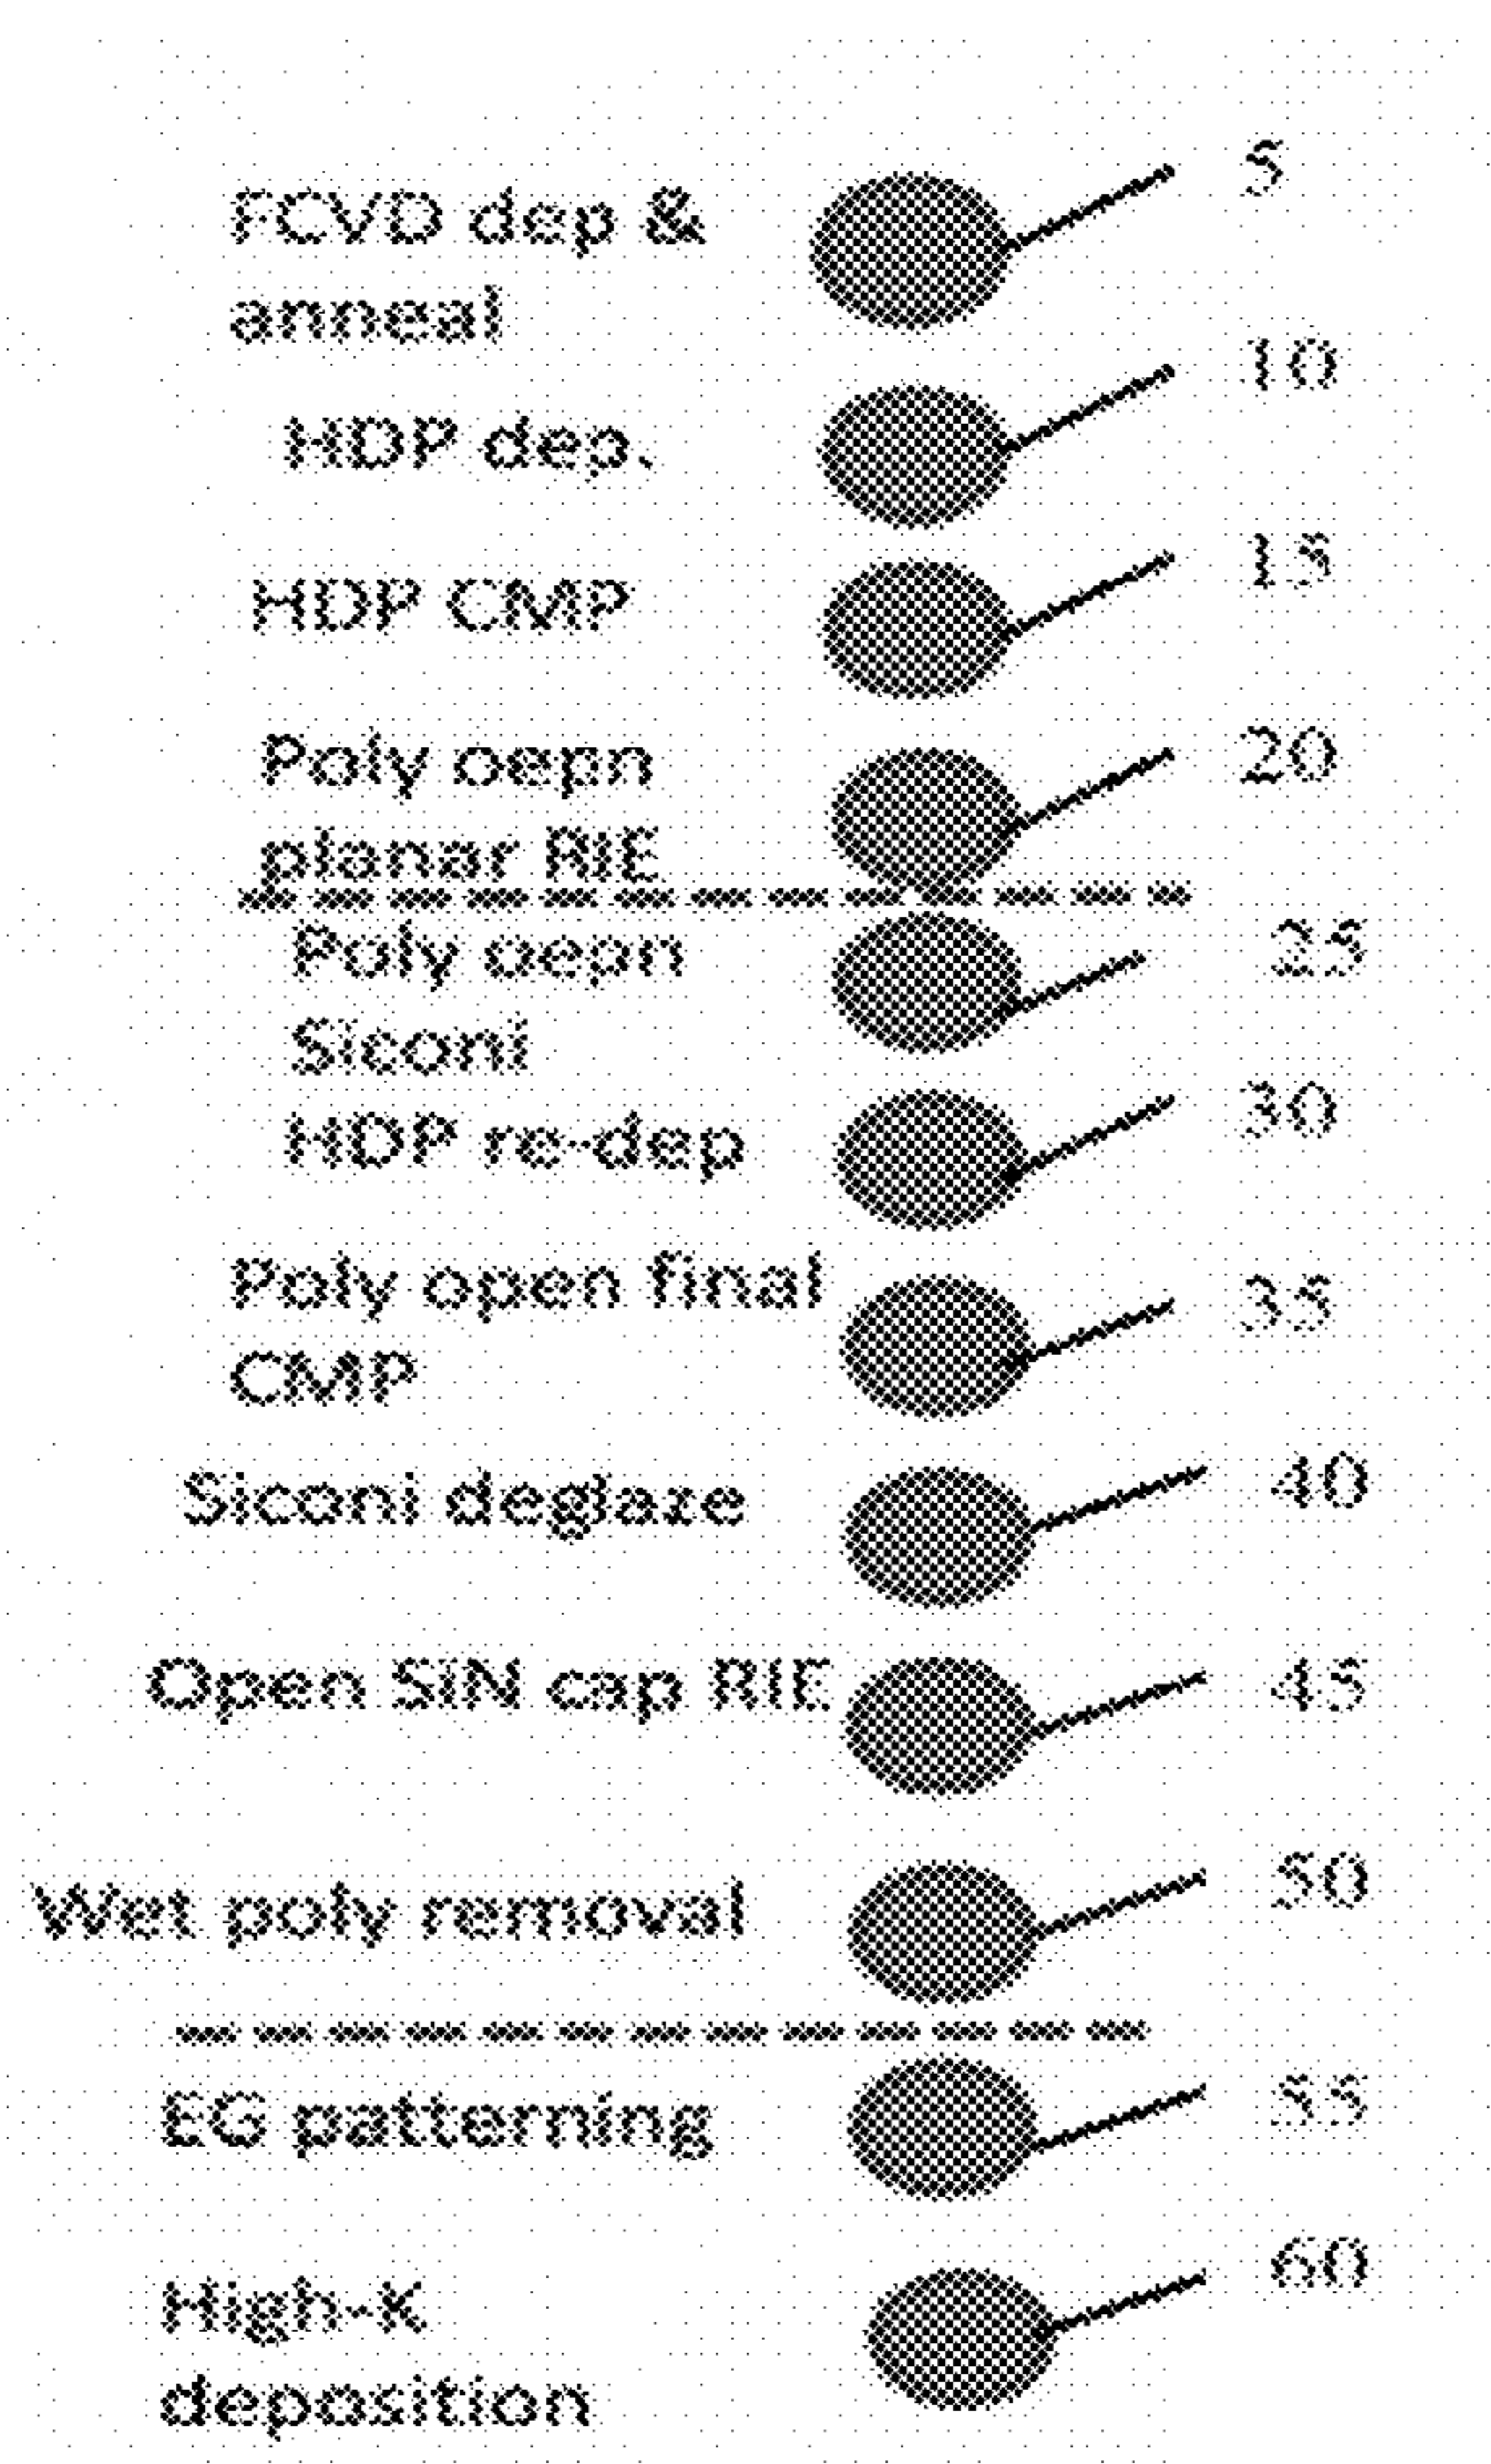 5
FCVD dep &
anneal
10
HDP dep.
15
HDP CMP
20
Poly oepn
planar RIE
25
Poly oepn
Siconi
30
HDP re-dep
35
Poly open final
CMP
40
Siconi deglaze
45
Open SiN cap RIE
50
Wet poly removal
55
EG patterning
60
High-K
deposition